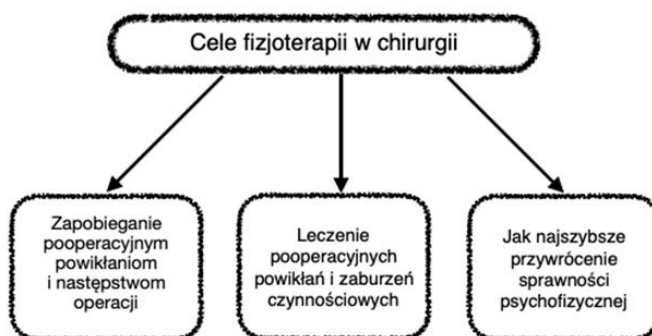 Cele fizjoterapii w chirurgii
Zapobieganie
pooperacyjnym
powikłaniom
i następstwom
operacji
Leczenie
pooperacyjnych
powikłań i zaburzeń
czynnościowych
Jak najszybsze
przywrócenie
sprawności
psychofizycznej